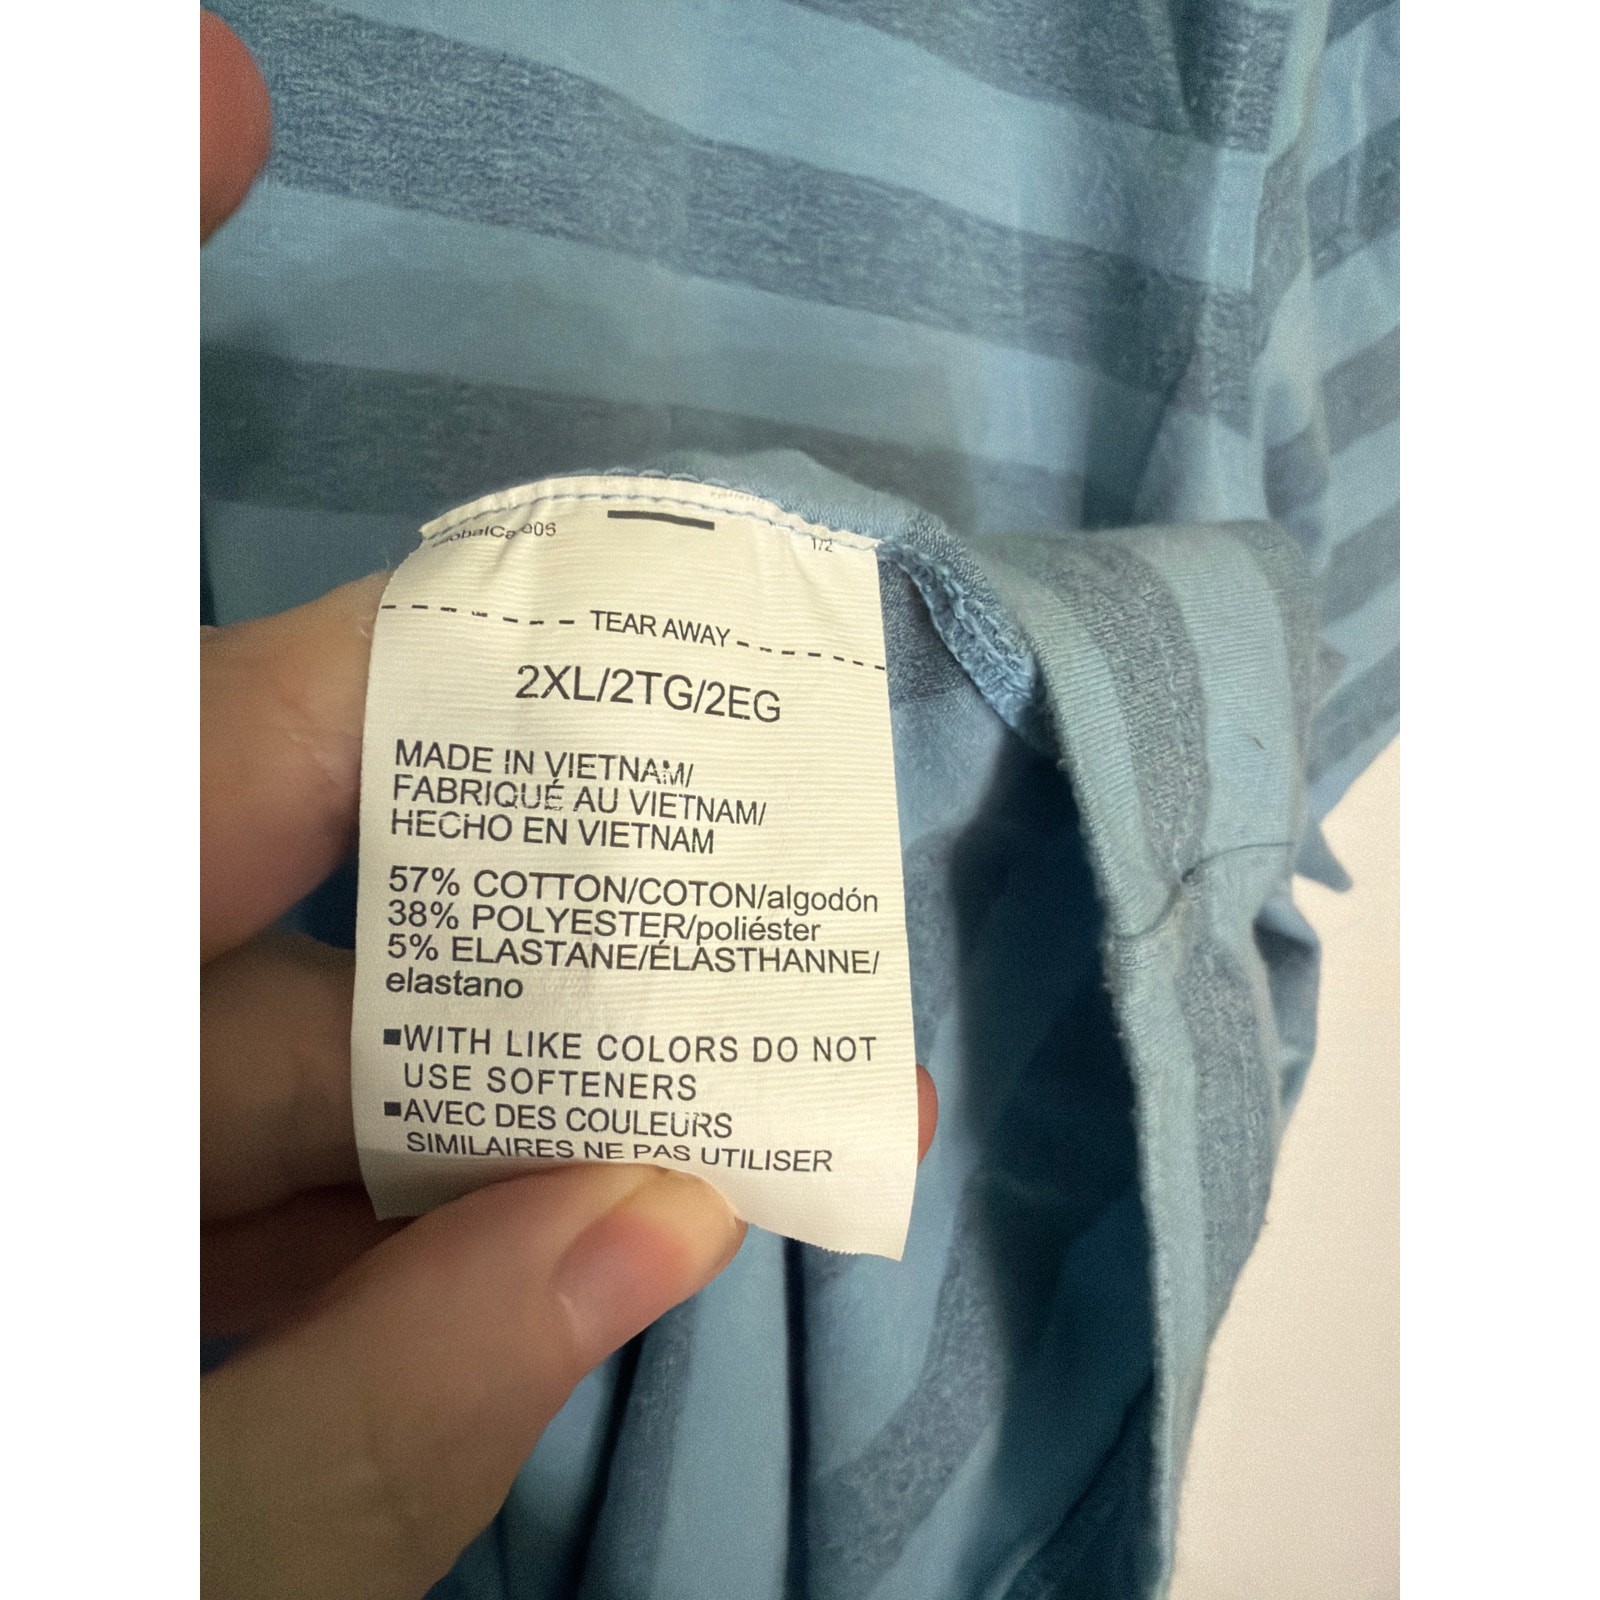 1/2
TEAR AWAY
2XL/2TG/2EG
MADE IN VIETNAM/
FABRIQUÉ AU VIETNAM/
HECHO EN VIETNAM
57% COTTON/COTON/algodón
38% POLYESTER/poliéster
5% ELASTANE/ÉLASTHANNE/
elastano
■WITH LIKE COLORS DO NOT
USE SOFTENERS
■AVEC DES COULEURS
SIMILAIRES NE PAS UTILISER